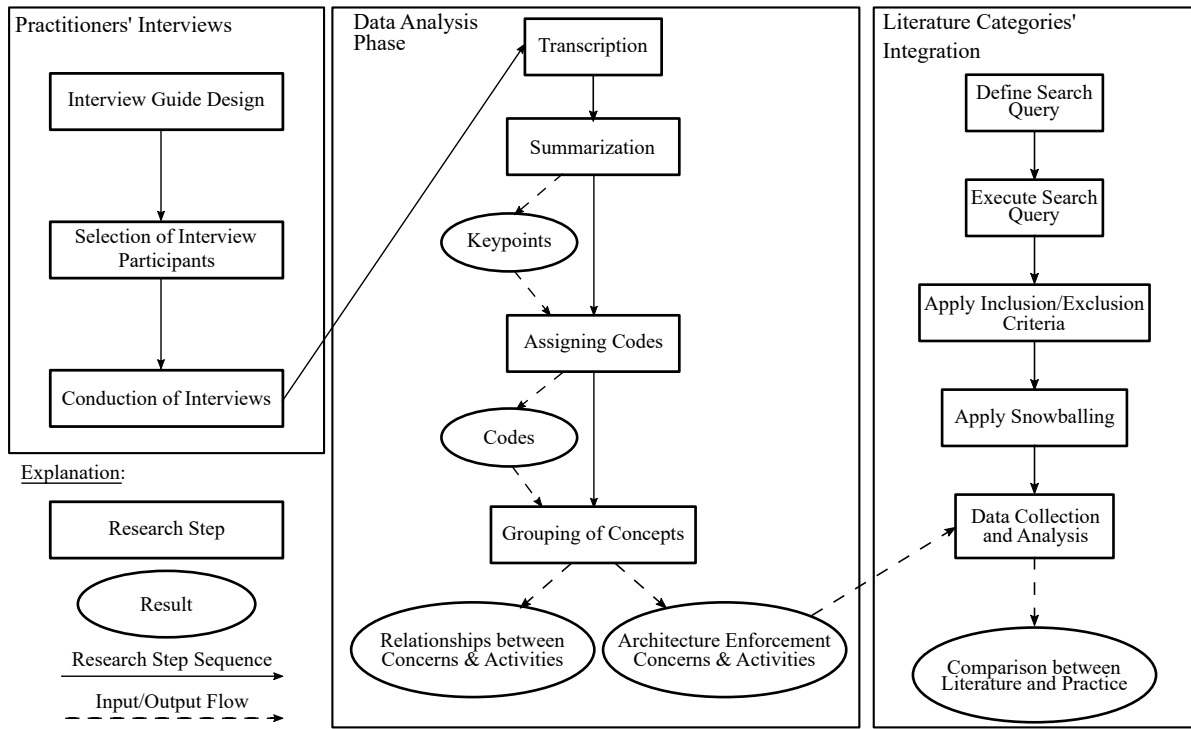 Practitioners' Interviews
Interview Guide Design
Selection of Interview
Participants
Conduction of Interviews
Explanation:
Research Step
Result
Research Step Sequence
Input/Output Flow
Data Analysis
Phase
Transcription
Summarization
Keypoints
Assigning Codes
Codes
Grouping of Concepts
Relationships between
Concerns & Activities
Architecture Enforcement
Concerns & Activities
Literature Categories'
Integration
Define Search
Query
Execute Search
Query
Apply Inclusion/Exclusion
Criteria
Apply Snowballing
Data Collection
and Analysis
Comparison between
Literature and Practice